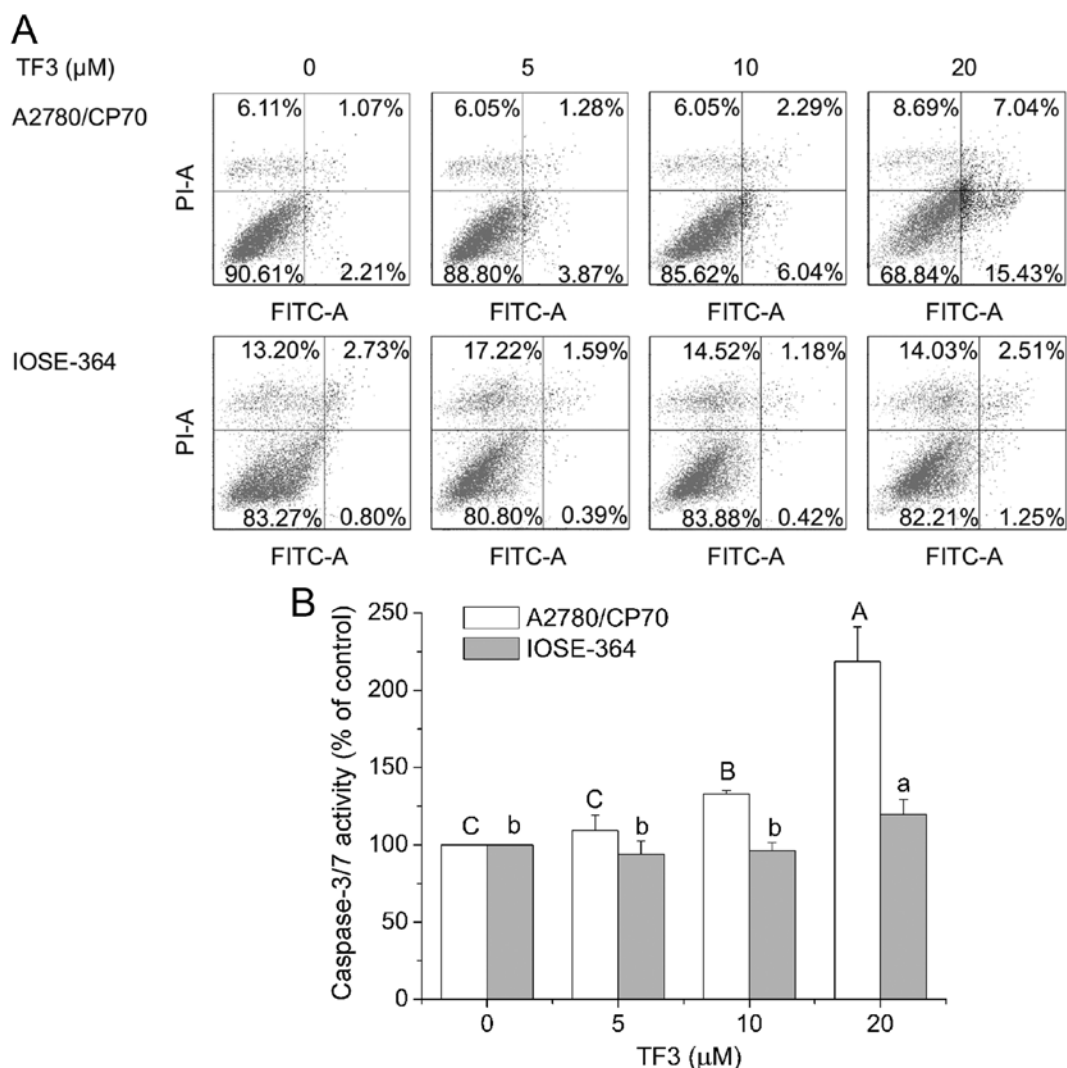 A
TF3 (µM) 0 5 10 20
A2780/CP70
6.11% 1.07% 6.05% 1.28% 6.05% 2.29% 8.69% 7.04%
PI-A
90.61% 2.21% 88.80% 3.87% 85.62% 6.04% 68.84% 15.43%
FITC-A FITC-A FITC-A FITC-A
IOSE-364
13.20% 2.73% 17.22% 1.59% 14.52% 1.18% 14.03% 2.51%
PI-A
83.27% 0.80% 80.80% 0.39% 83.88% 0.42% 82.21% 1.25%
FITC-A FITC-A FITC-A FITC-A
B
Caspase-3/7 activity (% of control)
250
200
150
100
50
0
A2780/CP70
IOSE-364
C b C b B b A a
0 5 10 20
TF3 (µM)